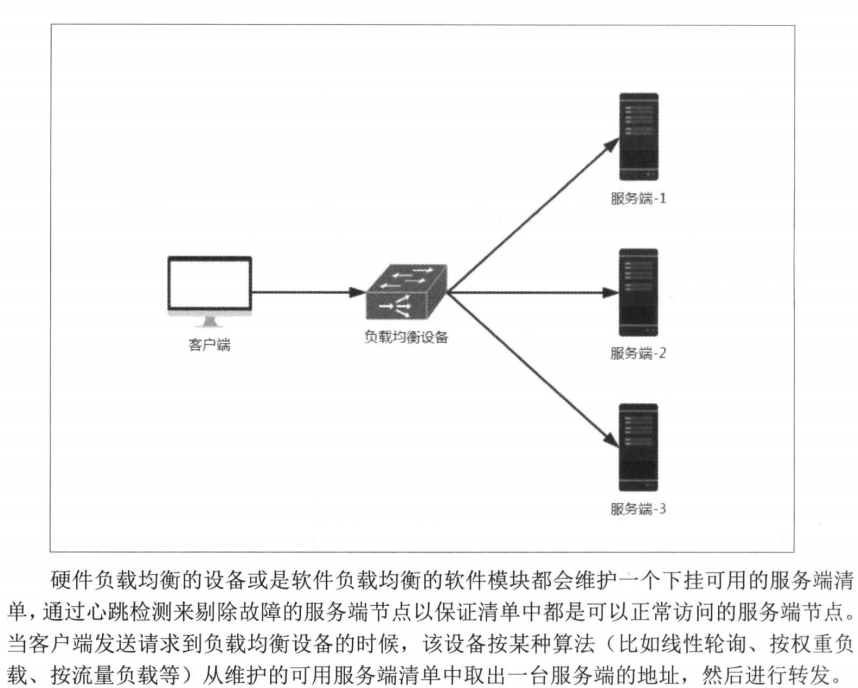 服务端-1
客户端
负载均衡设备
服务端-2
服务端-3
硬件负载均衡的设备或是软件负载均衡的软件模块都会维护一个下挂可用的服务端清
单，通过心跳检测来剔除故障的服务端节点以保证清单中都是可以正常访问的服务端节点。
当客户端发送请求到负载均衡设备的时候，该设备按某种算法（比如线性轮询、按权重负
载、按流量负载等）从维护的可用服务端清单中取出一台服务端的地址，然后进行转发。